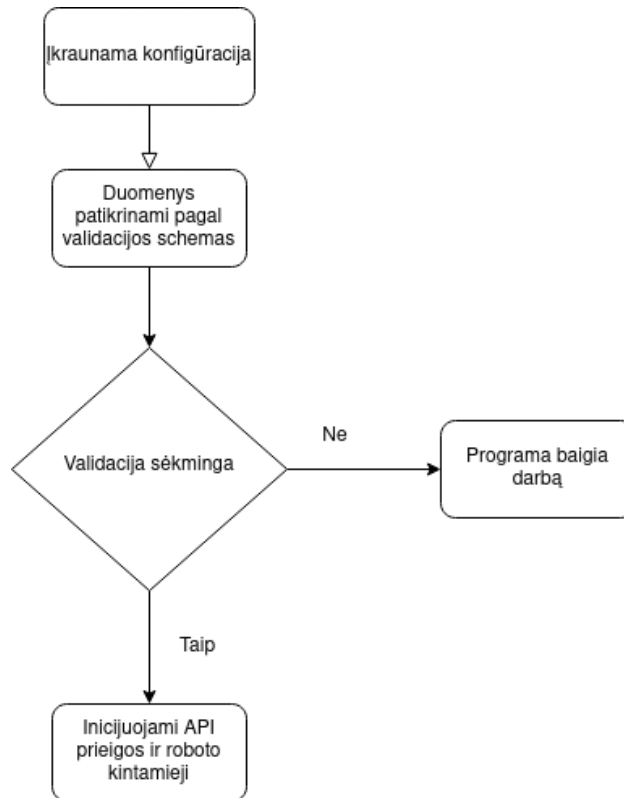 Įkraunama konfigūracija
Duomenys
patikrinami pagal
validacijos schemas
Validacija sėkminga
Ne
Programa baigia
darbą
Taip
Inicijuojami API
prieigos ir roboto
kintamieji